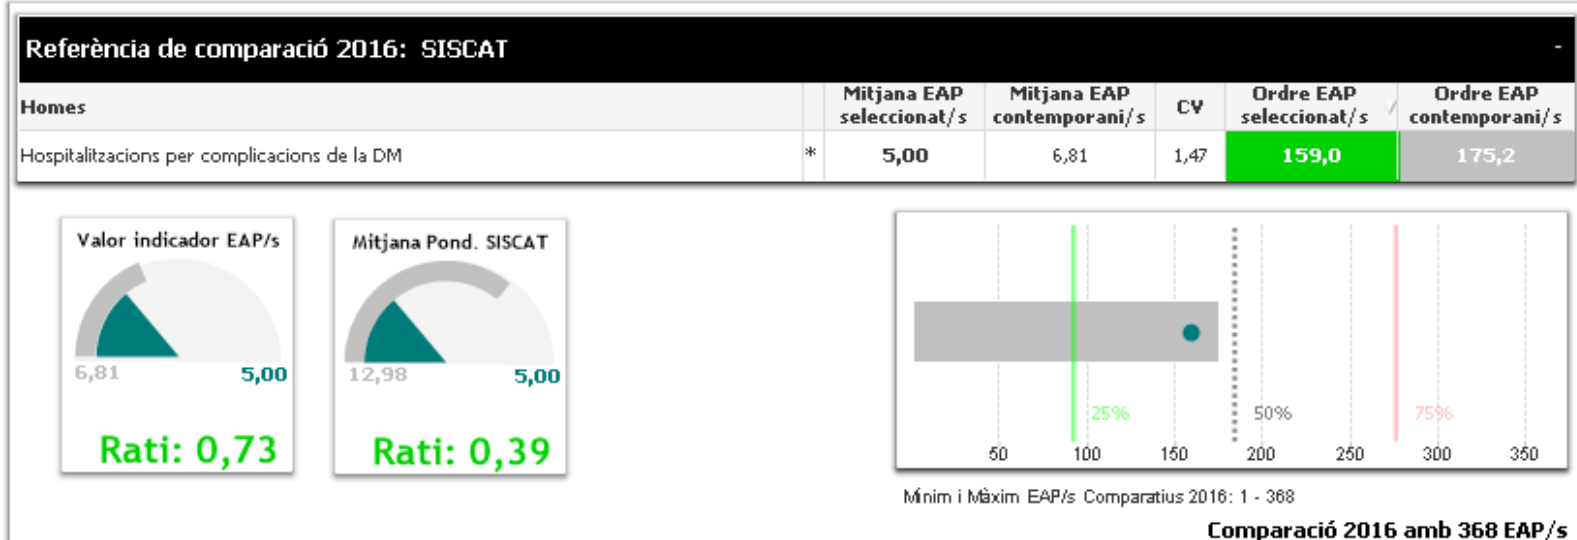 Referència de comparació 2016: SISCAT -
Homes Mitjana EAP seleccionat/s Mitjana EAP contemporani/s CV Ordre EAP seleccionat/s Ordre EAP contemporani/s
Hospitalitzacions per complicacions de la DM * 5,00 6,81 1,47 159,0 175,2
Valor indicador EAP/s
6,81 5,00
Rati: 0,73
Mitjana Pond. SISCAT
12,98 5,00
Rati: 0,39
25% 50% 75%
50 100 150 200 250 300 350
Mínim i Màxim EAP/s Comparatius 2016: 1 - 368
Comparació 2016 amb 368 EAP/s